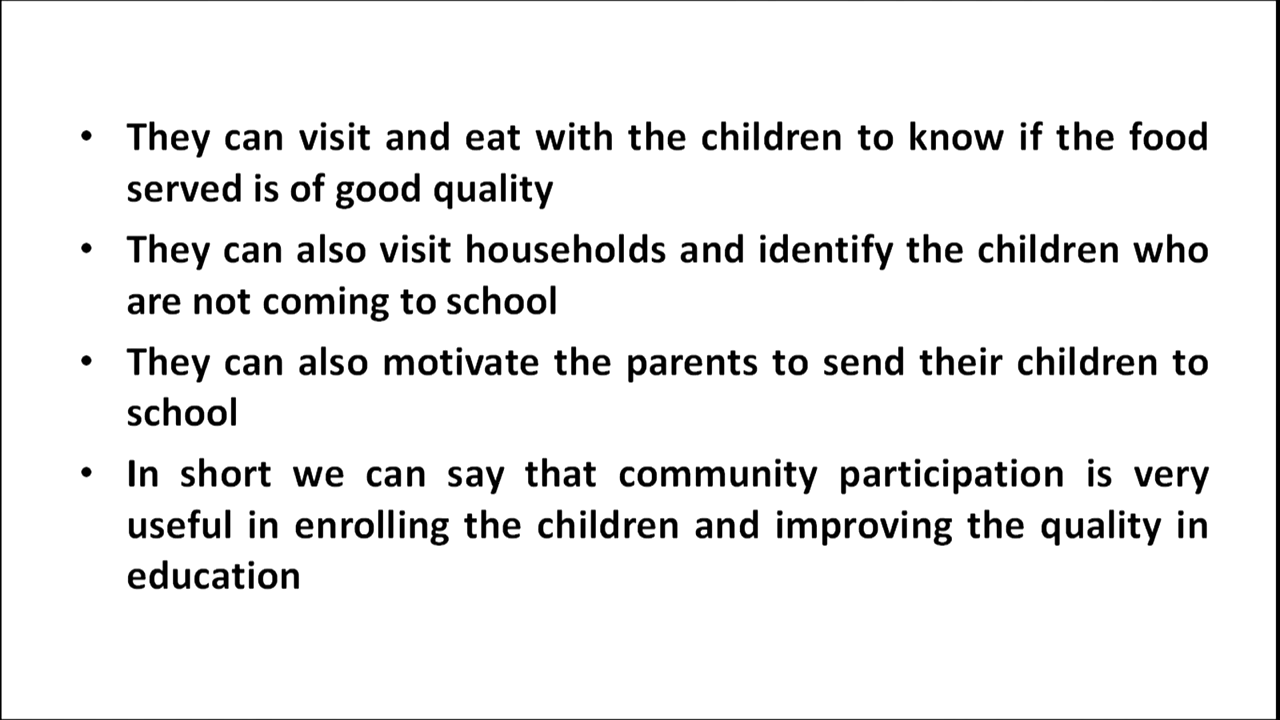 • They can visit and eat with the children to know if the food
served is of good quality
• They can also visit households and identify the children who
are not coming to school
• They can also motivate the parents to send their children to
school
• In short we can say that community participation is very
useful in enrolling the children and improving the quality in
education